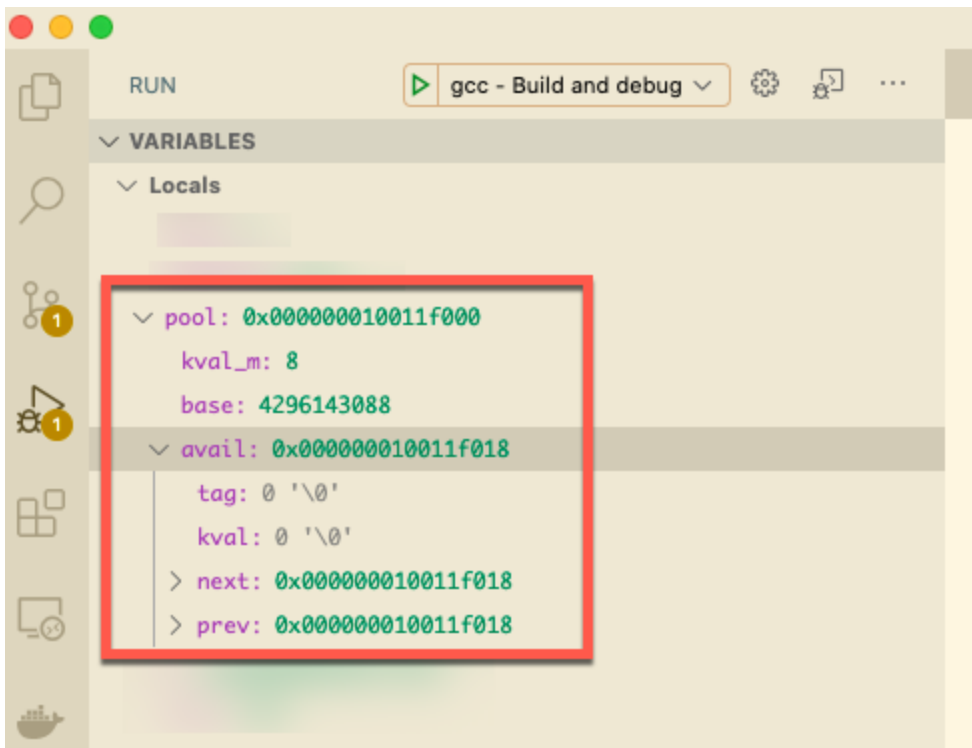 RUN gcc - Build and debug
VARIABLES
Locals
pool: 0x000000010011f000
kval_m: 8
1
base: 4296143088
1
avail: 0x000000010011f018
tag: 0 '\0'
kval: 0 '\0'
next: 0x000000010011f018
prev: 0x000000010011f018